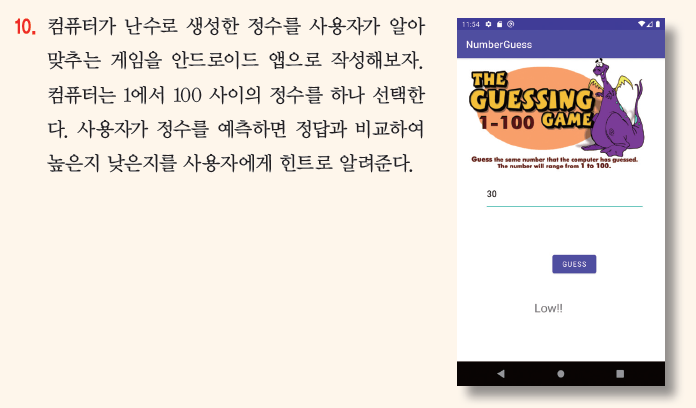 10. 컴퓨터가 난수로 생성한 정수를 사용자가 알아
맞추는 게임을 안드로이드 앱으로 작성해보자.
컴퓨터는 1에서 100 사이의 정수를 하나 선택한
다. 사용자가 정수를 예측하면 정답과 비교하여
높은지 낮은지를 사용자에게 힌트로 알려준다.
11:54
NumberGuess
THE
GUESSING
1-100 GAME
Guess the same number that the computer has guessed.
The number will range from 1 to 100.
30
GUESS
Low!!